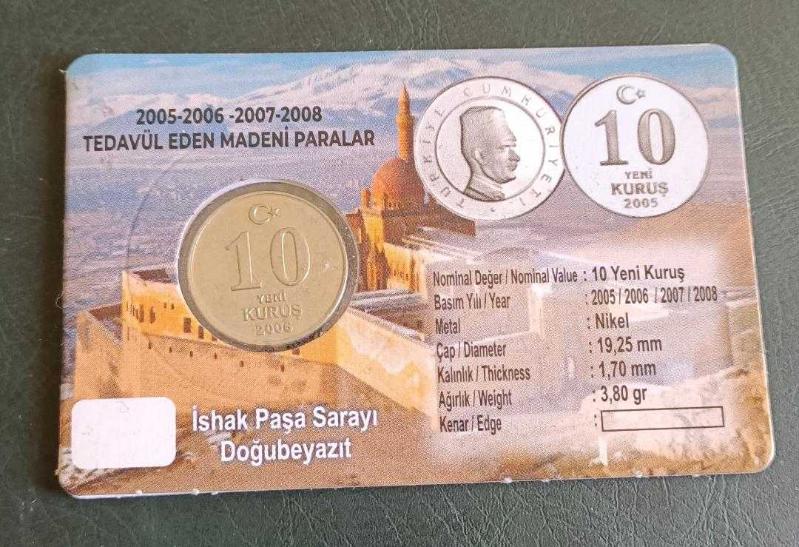 2005-2006 -2007-2008
TEDAVÜL EDEN MADENİ PARALAR
TÜRKİYE CUMHURİYETİ
10
YENİ
KURUŞ
2005
10
YENİ
KURUŞ
2006
Nominal Değer / Nominal Value : 10 Yeni Kuruş
Basım Yılı / Year : 2005 / 2006 / 2007 / 2008
Metal : Nikel
Çap / Diameter : 19,25 mm
Kalınlık / Thickness : 1,70 mm
Ağırlık / Weight : 3,80 gr
Kenar / Edge :
İshak Paşa Sarayı
Doğubeyazıt